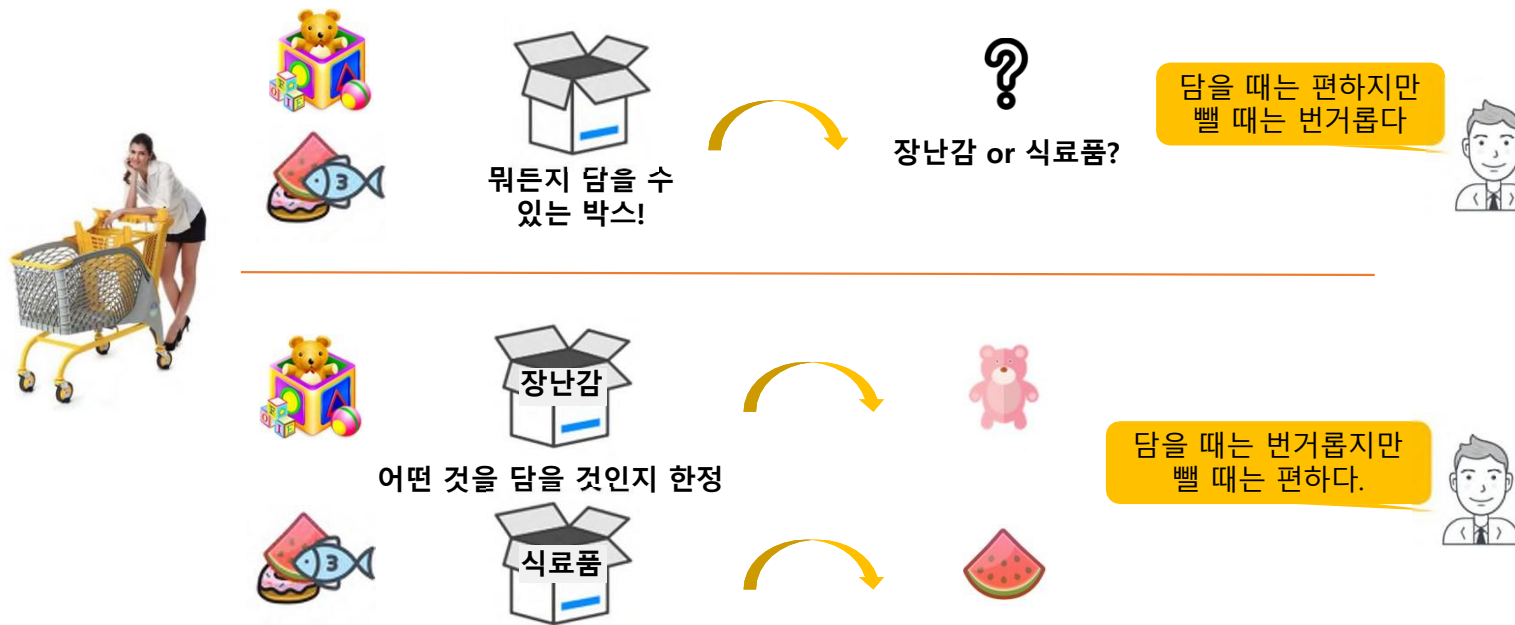 담을 때는 편하지만
뺄 때는 번거롭다
장난감 or 식료품?
뭐든지 담을 수
있는 박스!
3
장난감
어떤 것을 담을 것인지 한정
담을 때는 번거롭지만
뺄 때는 편하다.
3
식료품